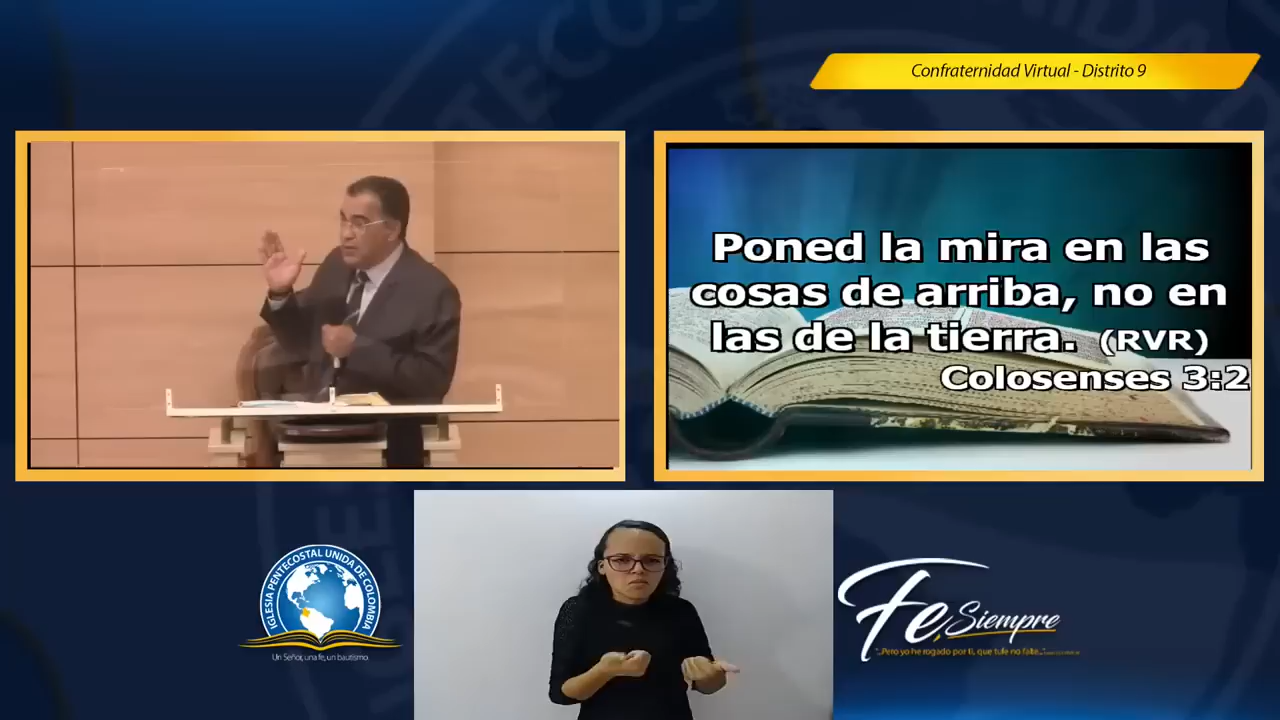 Confraternidad Virtual - Distrito 9
Poned la mira en las
cosas de arriba, no en
las de la tierra. (RVR)
Colosenses 3:2
IGLESIA PENTECOSTAL UNIDA DE COLOMBIA
Un Señor, una fe, un bautismo.
Fe, Siempre
"...Pero yo he rogado por ti, que tu fe no falte..."